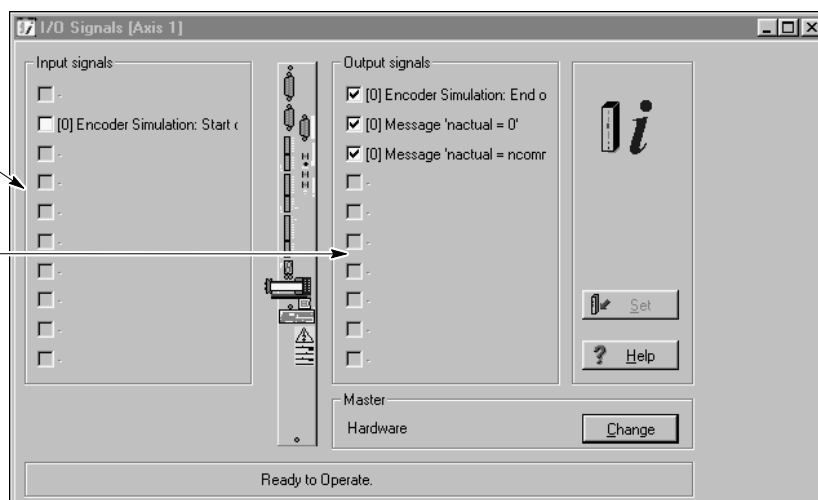 I/O Signals [Axis 1]
Input signals
-
[0] Encoder Simulation: Start
-
-
-
-
-
-
-
-
Output signals
[0] Encoder Simulation: End o
[0] Message 'nactual = 0'
[0] Message 'nactual =
-
-
-
-
-
-
-
i
Set
? Help
Master
Hardware
Change
Ready to Operate.